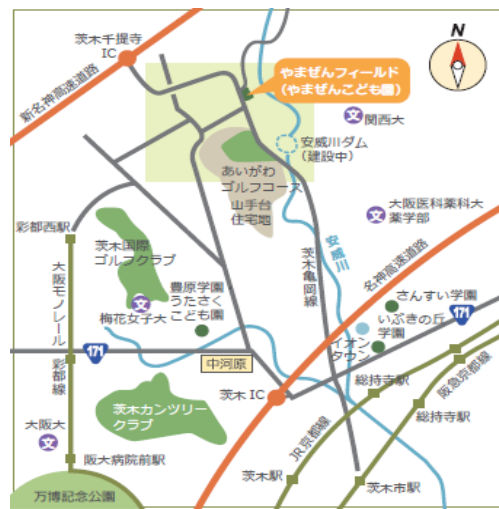 茨木千提寺
IC
N
新名神高速道路
やまぜんフィールド
(やまぜんこども園)
文
関西大
安威川ダム
(建設中)
あいがわ
ゴルフコース
山手台
住宅地
文
大阪医科薬科大
薬学部
彩都西駅
茨木国際
ゴルフクラブ
安威川
名神高速道路
茨木亀岡線
大阪モノレール
彩都線
豊原学園
うたさく
こども園
文
梅花女子大
さんすい学園
171
いぶきの丘
学園
イオン
タウン
171
中河原
総持寺駅
阪急京都線
茨木IC
茨木カンツリー
クラブ
総持寺駅
大阪大
文
JR京都線
阪大病院前駅
茨木駅
茨木市駅
万博記念公園